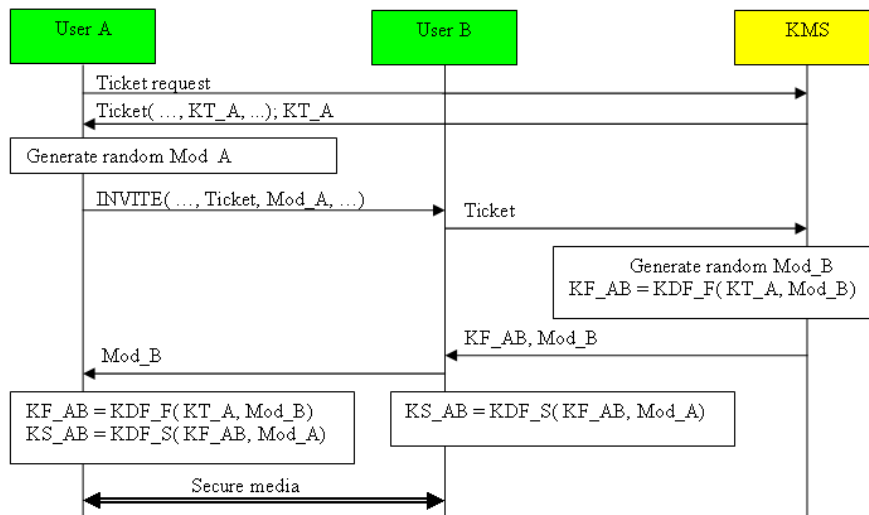 User A
User B
KMS
Ticket request
Ticket( ..., KT_A, ...); KT_A
Generate random Mod_A
INVITE( ..., Ticket, Mod_A, ...)
Ticket
Generate random Mod_B
KF_AB = KDF_F( KT_A, Mod_B)
KF_AB, Mod_B
Mod_B
KF_AB = KDF_F( KT_A, Mod_B)
KS_AB = KDF_S( KF_AB, Mod_A)
KS_AB = KDF_S( KF_AB, Mod_A)
Secure media